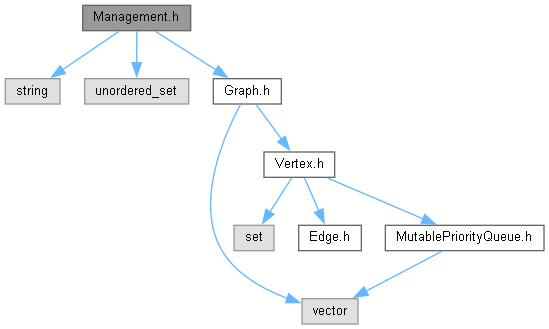 Management.h
string
unordered_set
Graph.h
Vertex.h
set
Edge.h
MutablePriorityQueue.h
vector